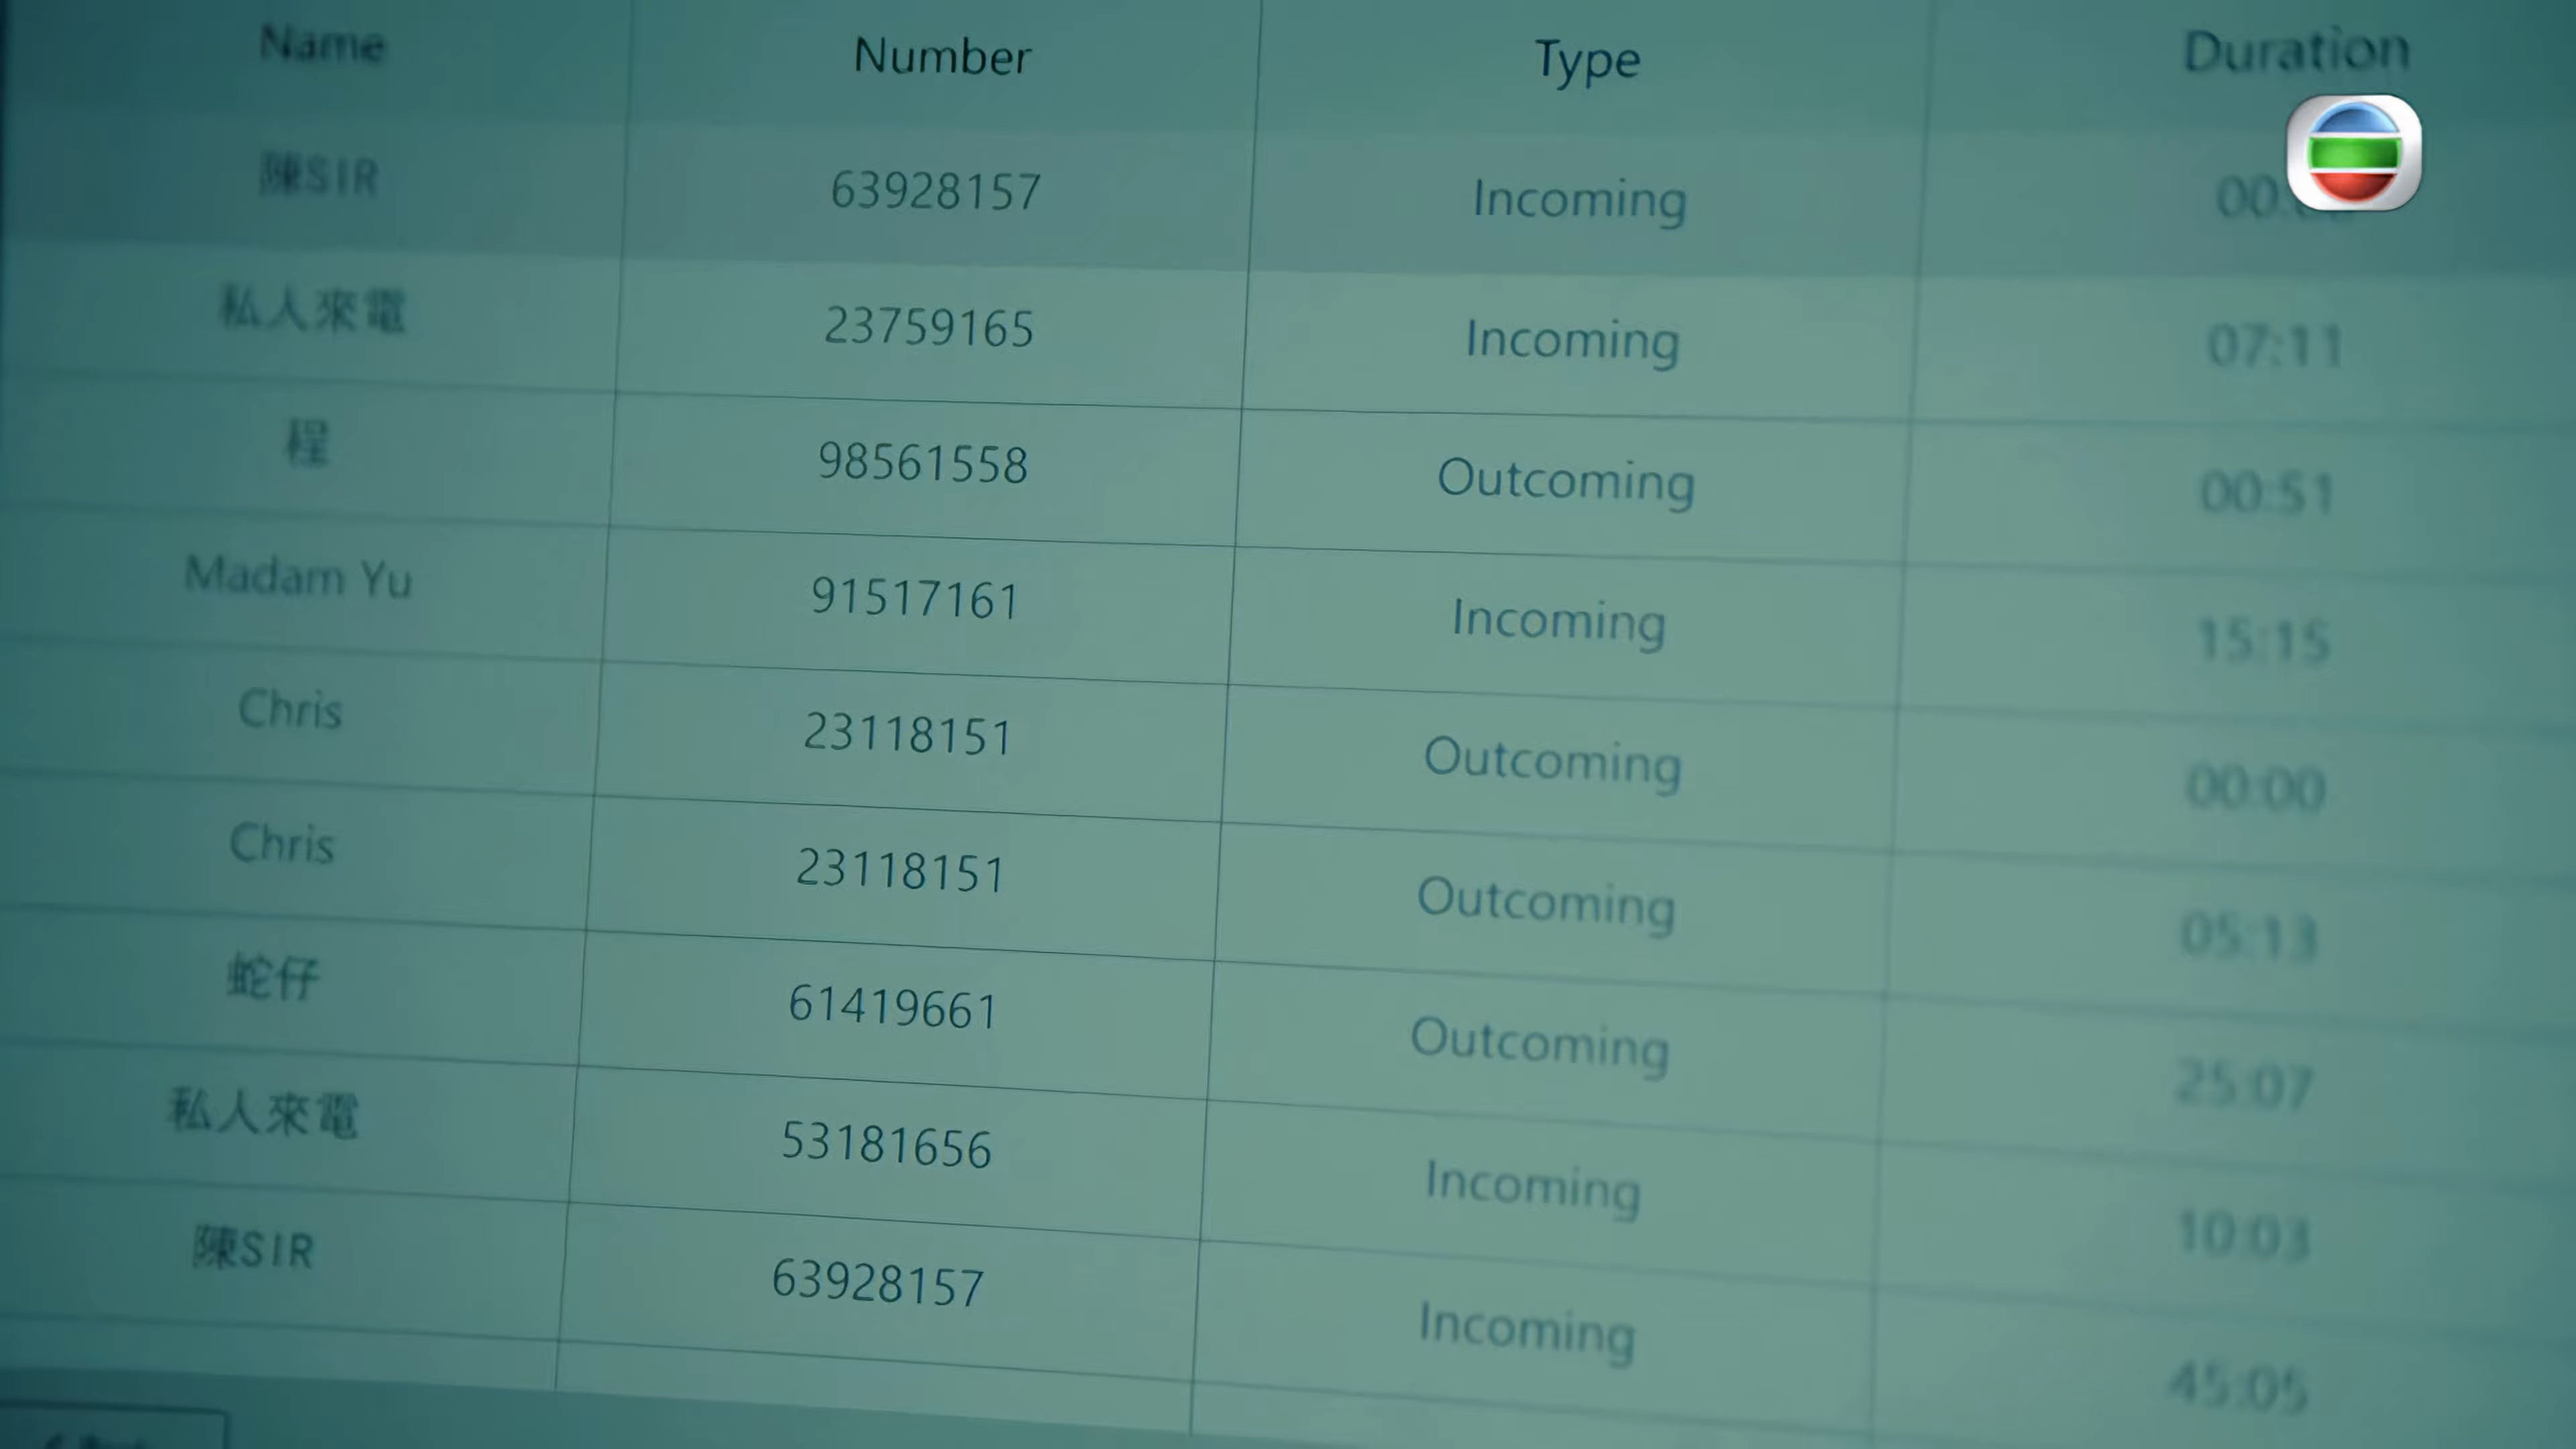 Name Number Type Duration
陳SIR 63928157 Incoming 00:
私人來電 23759165 Incoming 07:11
程 98561558 Outcoming 00:51
Madam Yu 91517161 Incoming 15:15
Chris 23118151 Outcoming 00:00
Chris 23118151 Outcoming 05:13
蛇仔 61419661 Outcoming 25:07
私人來電 53181656 Incoming 10:03
陳SIR 63928157 Incoming 45:05